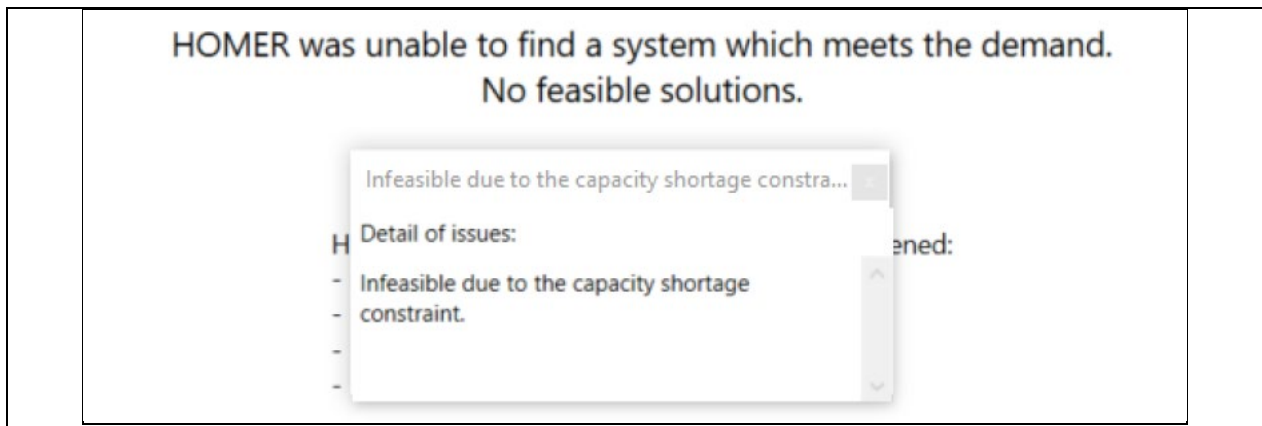 HOMER was unable to find a system which meets the demand.
No feasible solutions.
Infeasible due to the capacity shortage constra... x
Detail of issues:
H ened:
- Infeasible due to the capacity shortage
- constraint.
-
-